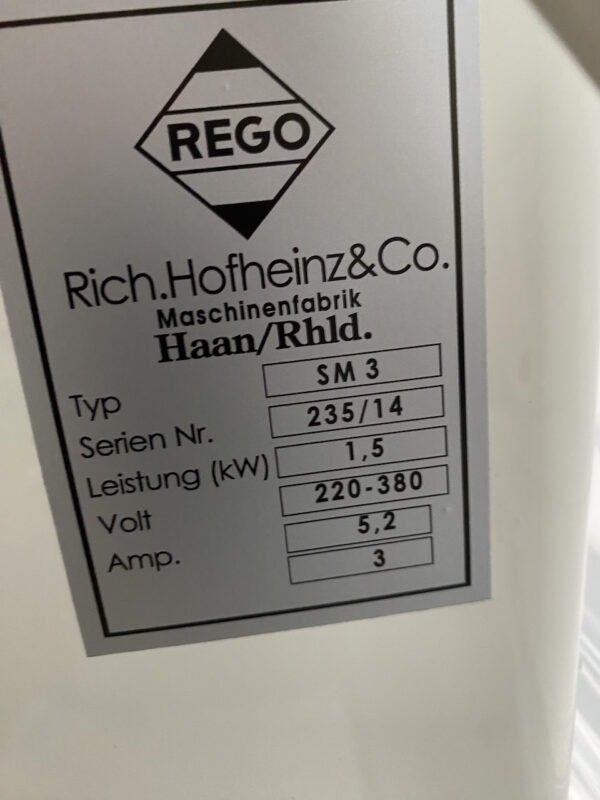 REGO
Rich.Hofheinz&Co.
Maschinenfabrik
Haan/Rhld.
Typ SM 3
Serien Nr. 235/14
Leistung (kW) 1,5
Volt 220-380
Amp. 5,2
3